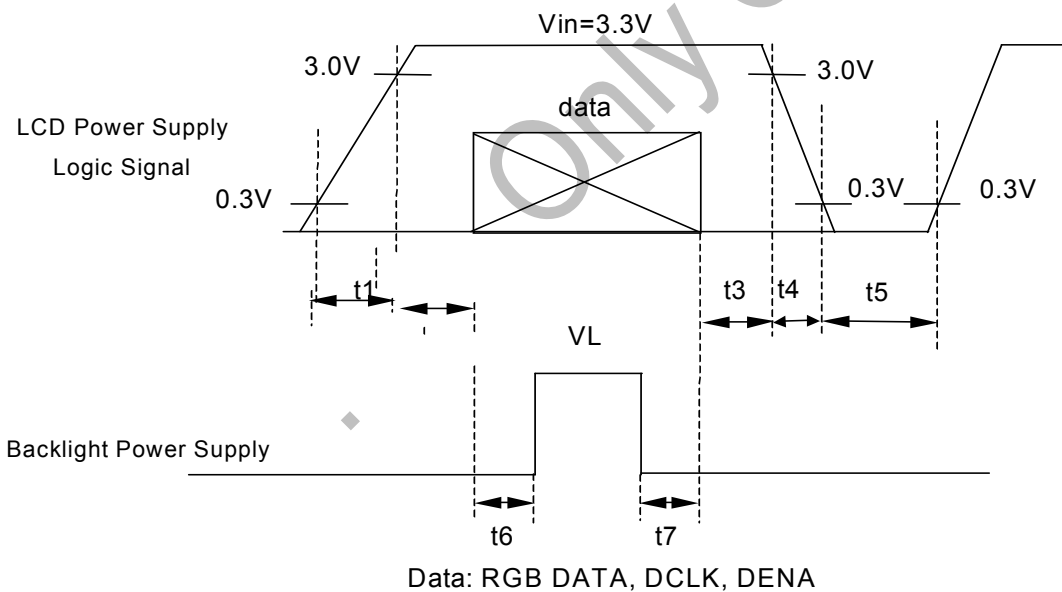 Vin=3.3V
3.0V
3.0V
data
LCD Power Supply
Logic Signal
0.3V
0.3V
0.3V
t1
t3
t4
t5
VL
Backlight Power Supply
t6
t7
Data: RGB DATA, DCLK, DENA
Only